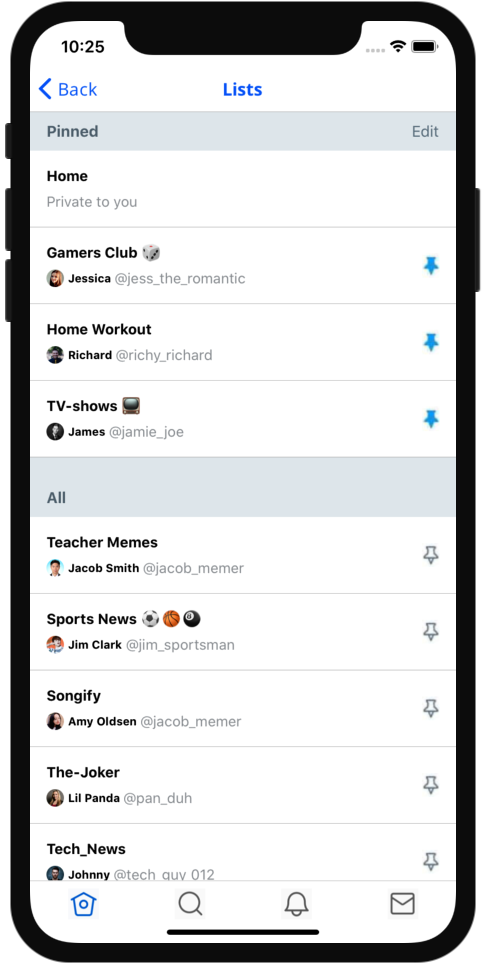 10:25
Back
Lists
Pinned
Edit
Home
Private to you
Gamers Club 🎲
Jessica @jess_the_romantic
Home Workout
Richard @richy_richard
TV-shows 📺
James @jamie_joe
All
Teacher Memes
Jacob Smith @jacob_memer
Sports News ⚽🏀🎱
Jim Clark @jim_sportsman
Songify
Amy Oldsen @jacob_memer
The-Joker
Lil Panda @pan_duh
Tech_News
Johnny @tech_guy_012